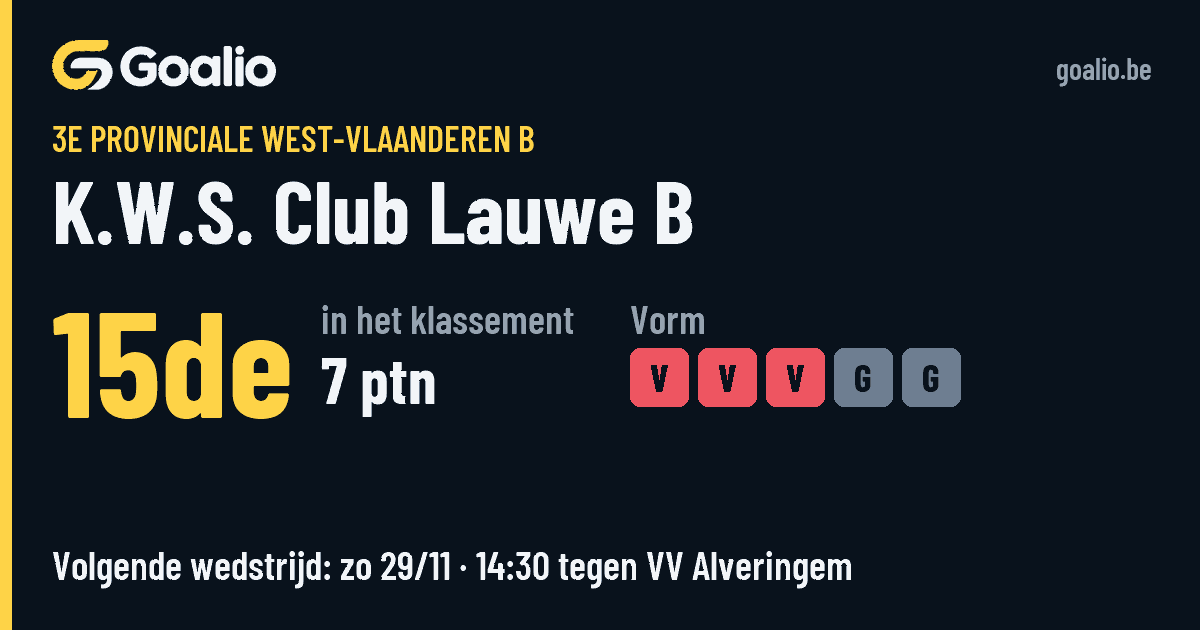 Goalio
goalio.be
3E PROVINCIALE WEST-VLAANDEREN B
K.W.S. Club Lauwe B
15de
in het klassement
7 ptn
Vorm
V V V G G
Volgende wedstrijd: zo 29/11 · 14:30 tegen VV Alveringem